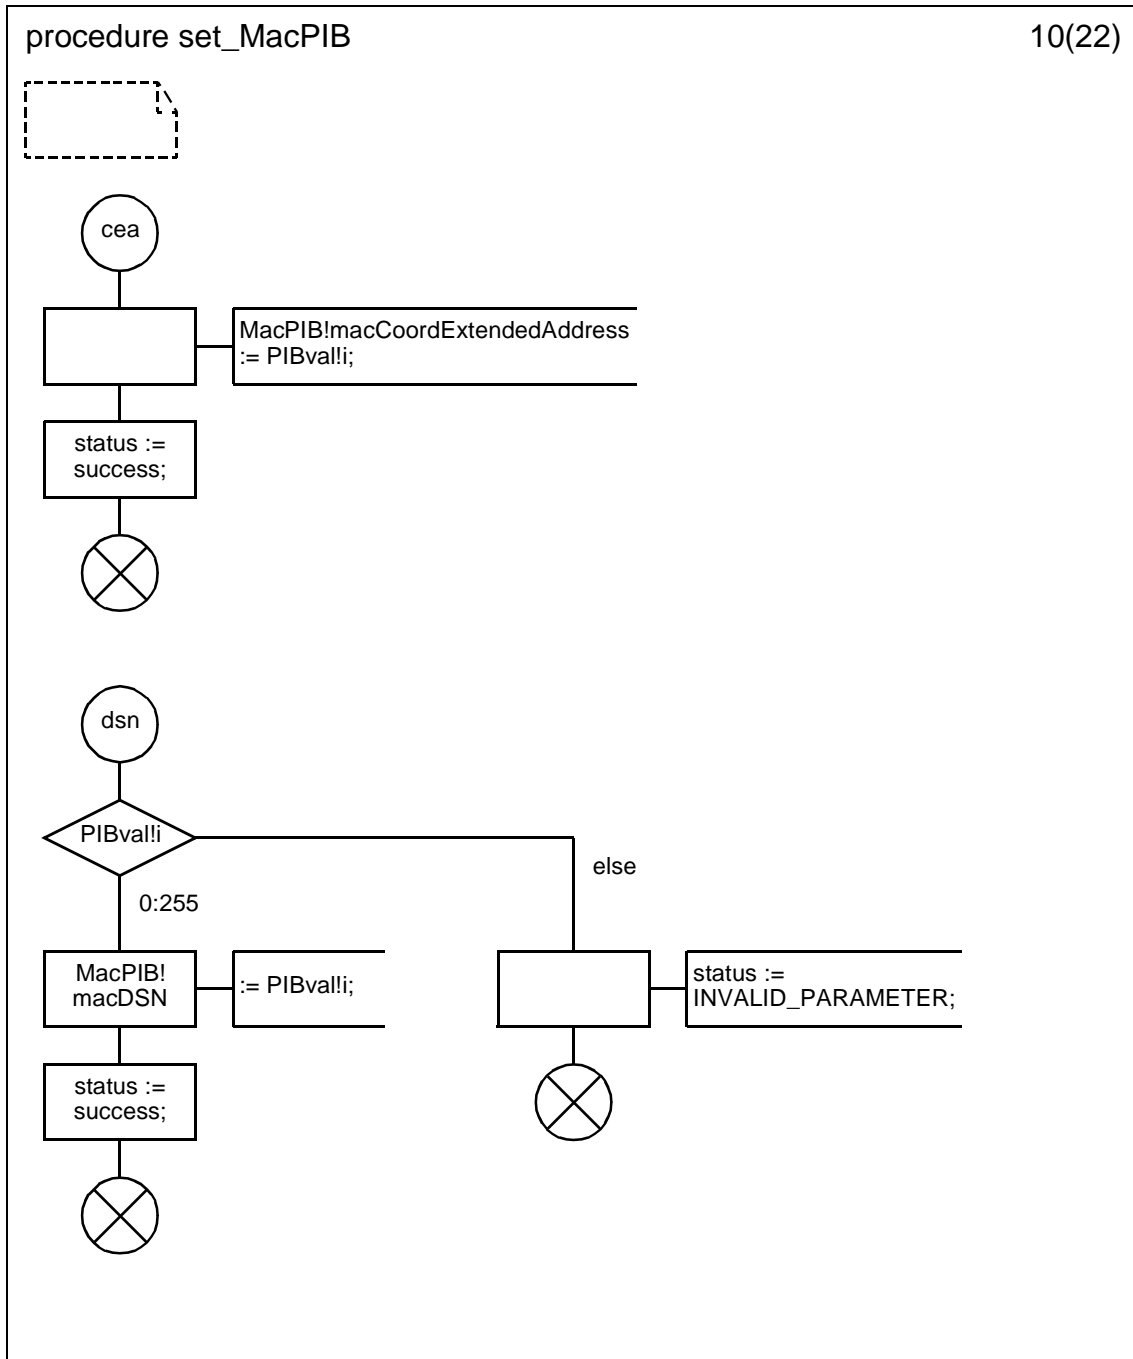 procedure set_MacPIB
10(22)
cea
MacPIB!macCoordExtendedAddress
:= PIBval!i;
status :=
success;
dsn
PIBval!i
else
0:255
MacPIB!
macDSN
:= PIBval!i;
status :=
INVALID_PARAMETER;
status :=
success;